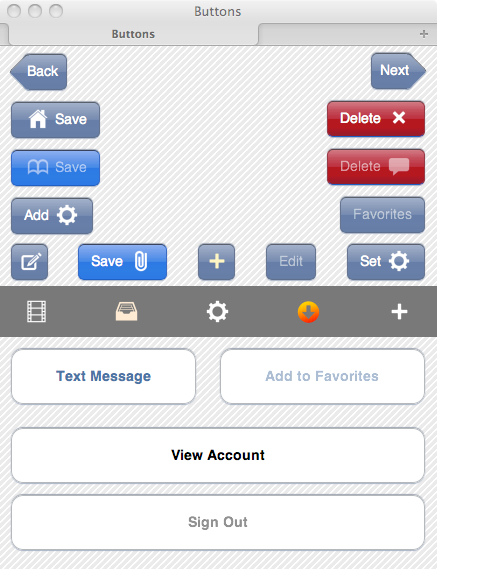 Buttons
Buttons
Back
Next
Save
Delete
Save
Delete
Add
Favorites
Save
Edit
Set
Text Message
Add to Favorites
View Account
Sign Out